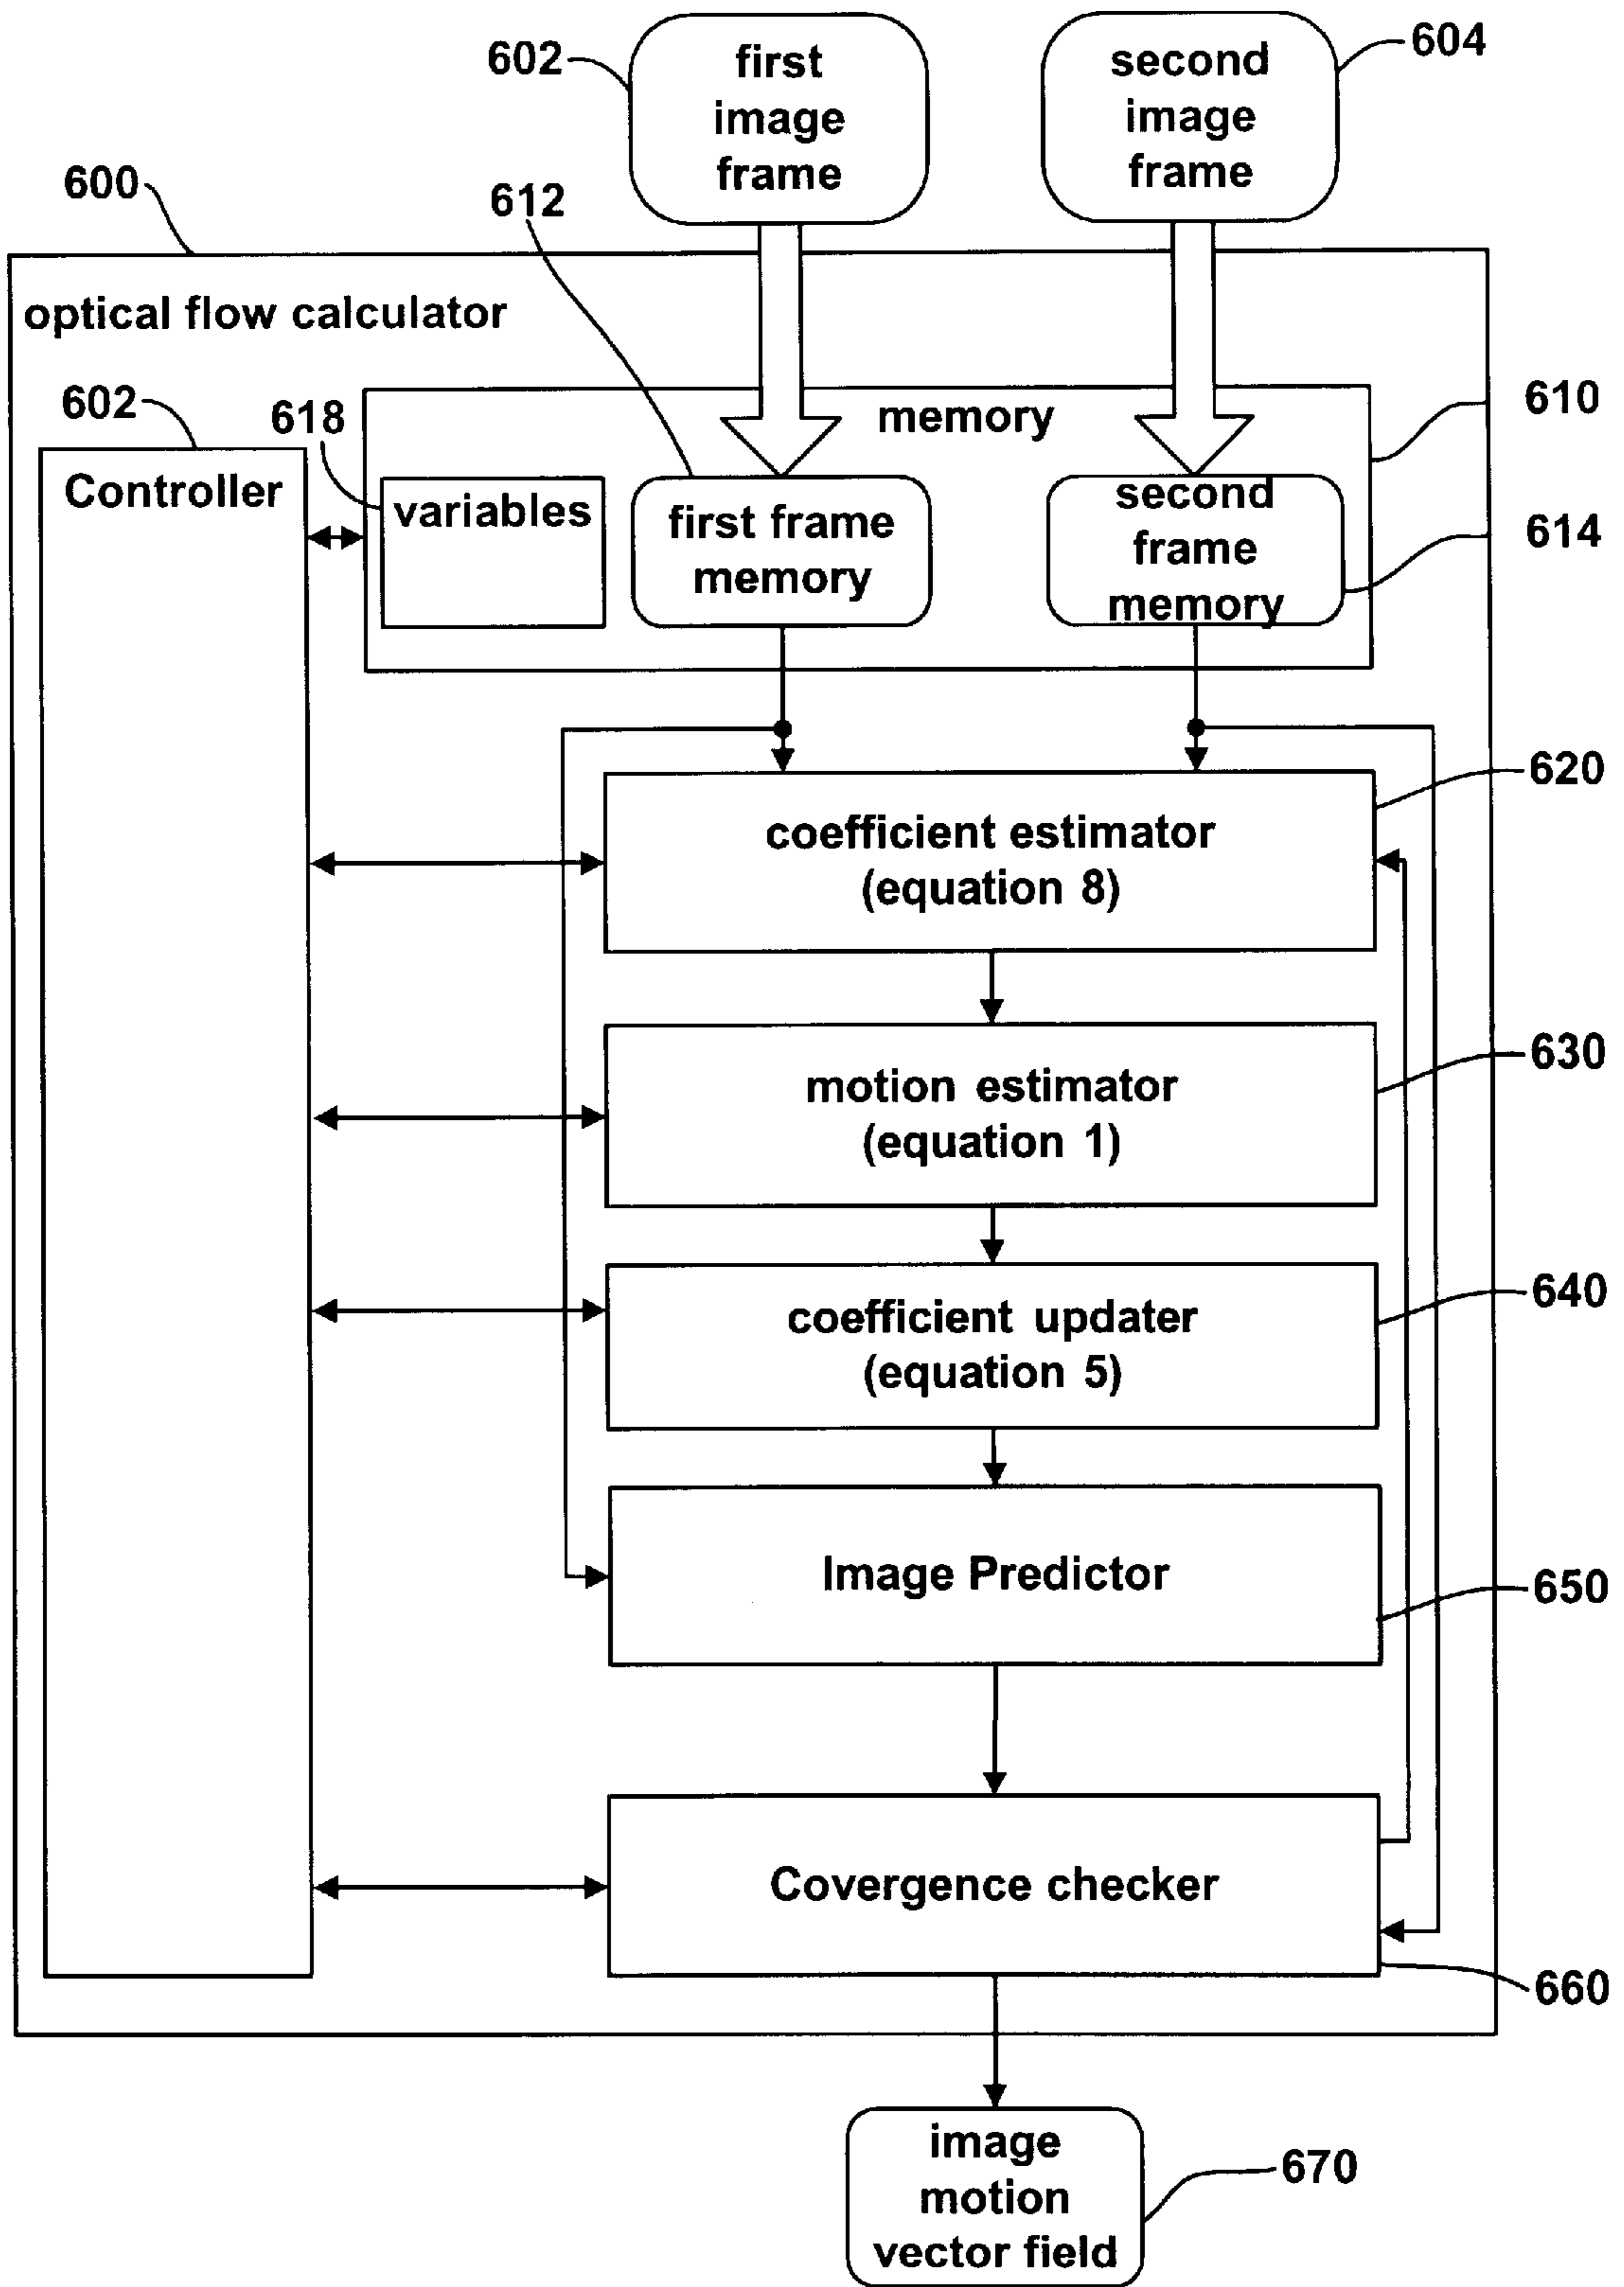 602
first
image
frame
second
image
frame
604
600
612
optical flow calculator
602
618
memory
610
Controller
variables
first frame
memory
second
frame
memory
614
620
coefficient estimator
(equation 8)
630
motion estimator
(equation 1)
640
coefficient updater
(equation 5)
Image Predictor
650
Covergence checker
660
image
motion
vector field
670